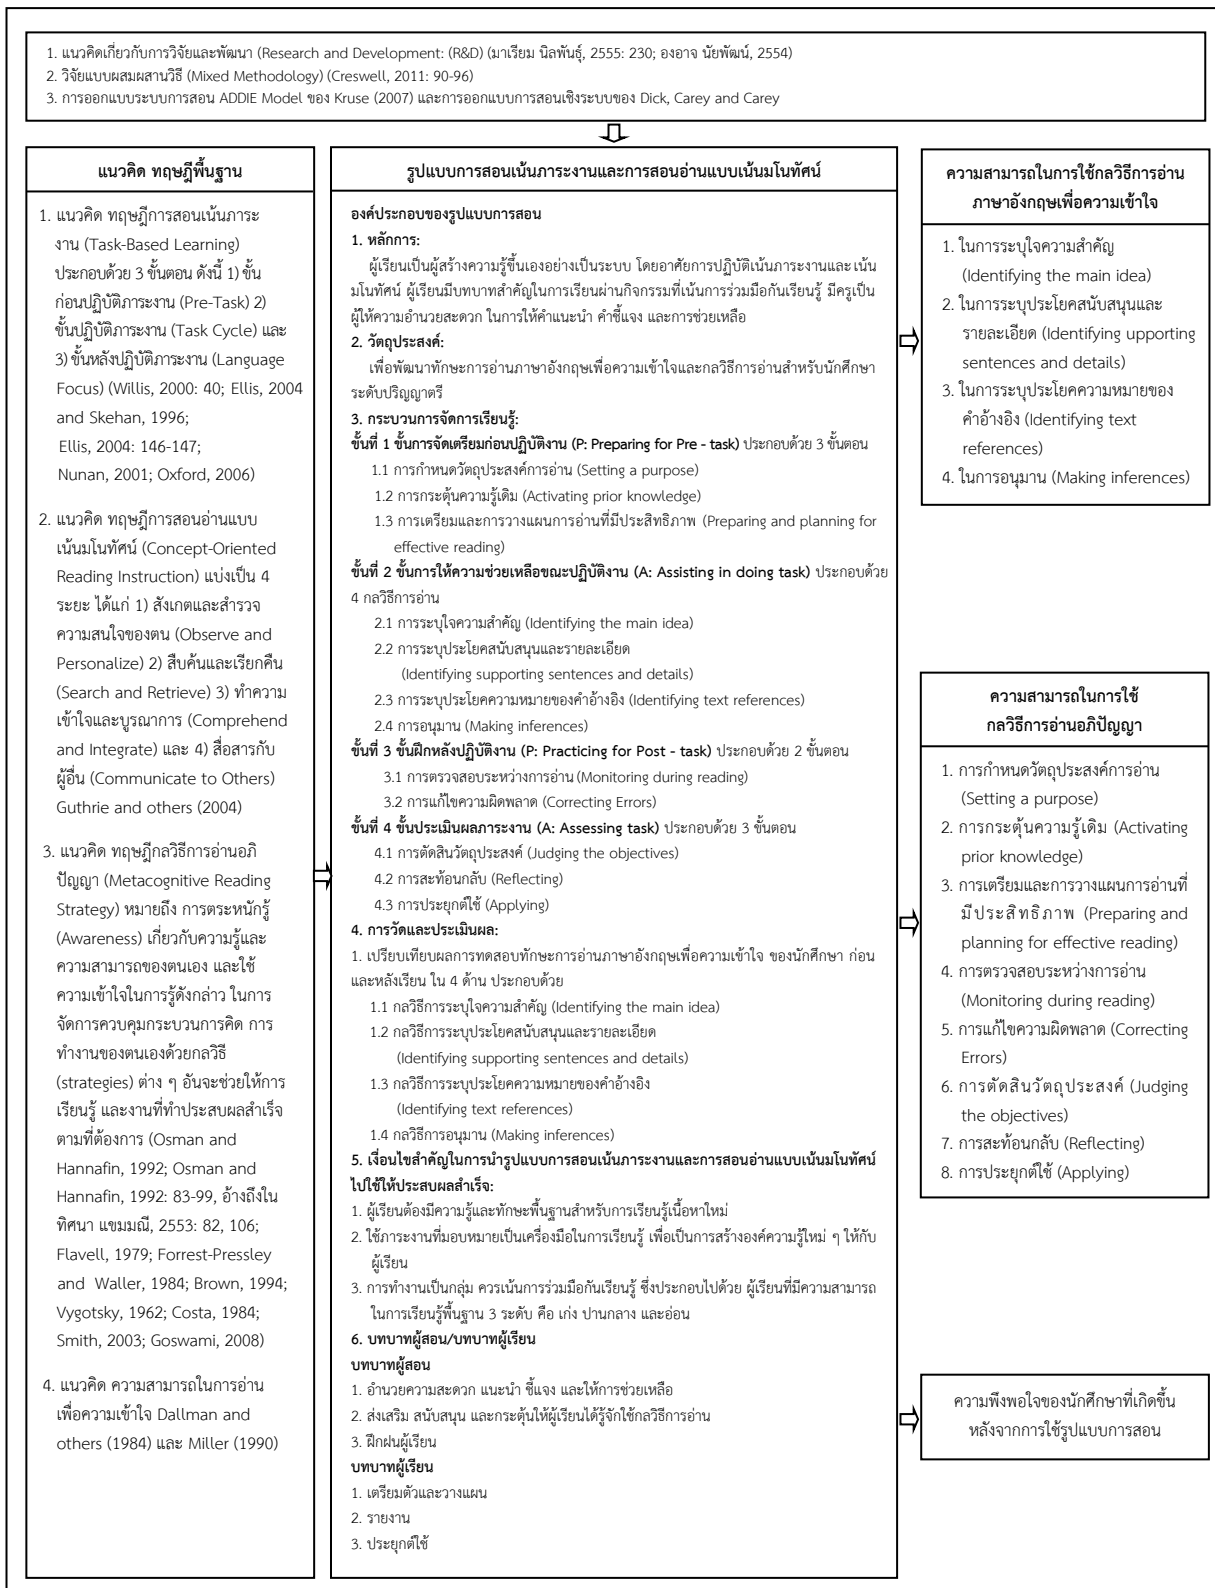 1. แนวคิดเกี่ยวกับการวิจัยและพัฒนา (Research and Development: (R&D) (มาเรียม นิลพันธุ์, 2555: 230; องอาจ นัยพัฒน์, 2554)
2. วิจัยแบบผสมผสานวิธี (Mixed Methodology) (Creswell, 2011: 90-96)
3. การออกแบบระบบการสอน ADDIE Model ของ Kruse (2007) และการออกแบบการสอนเชิงระบบของ Dick, Carey and Carey
แนวคิด ทฤษฎีพื้นฐาน
1. แนวคิด ทฤษฎีการสอนเน้นภาระ
งาน (Task-Based Learning)
ประกอบด้วย 3 ขั้นตอน ดังนี้ 1) ขั้น
ก่อนปฏิบัติภาระงาน (Pre-Task) 2)
ขั้นปฏิบัติภาระงาน (Task Cycle) และ
3) ขั้นหลังปฏิบัติภาระงาน (Language
Focus) (Willis, 2000: 40; Ellis, 2004
and Skehan, 1996;
Ellis, 2004: 146-147;
Nunan, 2001; Oxford, 2006)
2. แนวคิด ทฤษฎีการสอนอ่านแบบ
เน้นมโนทัศน์ (Concept-Oriented
Reading Instruction) แบ่งเป็น 4
ระยะ ได้แก่ 1) สังเกตและสำรวจ
ความสนใจของตน (Observe and
Personalize) 2) สืบค้นและเรียกคืน
(Search and Retrieve) 3) ทำความ
เข้าใจและบูรณาการ (Comprehend
and Integrate) และ 4) สื่อสารกับ
ผู้อื่น (Communicate to Others)
Guthrie and others (2004)
3. แนวคิด ทฤษฎีกลวิธีการอ่านอภิ
ปัญญา (Metacognitive Reading
Strategy) หมายถึง การตระหนักรู้
(Awareness) เกี่ยวกับความรู้และ
ความสามารถของตนเอง และใช้
ความเข้าใจในการรู้ดังกล่าว ในการ
จัดการควบคุมกระบวนการคิด การ
ทำงานของตนเองด้วยกลวิธี
(strategies) ต่าง ๆ อันจะช่วยให้การ
เรียนรู้ และงานที่ทำประสบผลสำเร็จ
ตามที่ต้องการ (Osman and
Hannafin, 1992; Osman and
Hannafin, 1992: 83-99, อ้างถึงใน
ทิศนา แขมมณี, 2553: 82, 106;
Flavell, 1979; Forrest-Pressley
and Waller, 1984; Brown, 1994;
Vygotsky, 1962; Costa, 1984;
Smith, 2003; Goswami, 2008)
4. แนวคิด ความสามารถในการอ่าน
เพื่อความเข้าใจ Dallman and
others (1984) และ Miller (1990)
รูปแบบการสอนเน้นภาระงานและการสอนอ่านแบบเน้นมโนทัศน์
องค์ประกอบของรูปแบบการสอน
1. หลักการ:
ผู้เรียนเป็นผู้สร้างความรู้ขึ้นเองอย่างเป็นระบบ โดยอาศัยการปฏิบัติเน้นภาระงานและเน้น
มโนทัศน์ ผู้เรียนมีบทบาทสำคัญในการเรียนผ่านกิจกรรมที่เน้นการร่วมมือกันเรียนรู้ มีครูเป็น
ผู้ให้ความอำนวยสะดวก ในการให้คำแนะนำ คำชี้แจง และการช่วยเหลือ
2. วัตถุประสงค์:
เพื่อพัฒนาทักษะการอ่านภาษาอังกฤษเพื่อความเข้าใจและกลวิธีการอ่านสำหรับนักศึกษา
ระดับปริญญาตรี
3. กระบวนการจัดการเรียนรู้:
ขั้นที่ 1 ขั้นการจัดเตรียมก่อนปฏิบัติงาน (P: Preparing for Pre - task) ประกอบด้วย 3 ขั้นตอน
1.1 การกำหนดวัตถุประสงค์การอ่าน (Setting a purpose)
1.2 การกระตุ้นความรู้เดิม (Activating prior knowledge)
1.3 การเตรียมและการวางแผนการอ่านที่มีประสิทธิภาพ (Preparing and planning for
effective reading)
ขั้นที่ 2 ขั้นการให้ความช่วยเหลือขณะปฏิบัติงาน (A: Assisting in doing task) ประกอบด้วย
4 กลวิธีการอ่าน
2.1 การระบุใจความสำคัญ (Identifying the main idea)
2.2 การระบุประโยคสนับสนุนและรายละเอียด
(Identifying supporting sentences and details)
2.3 การระบุประโยคความหมายของคำอ้างอิง (Identifying text references)
2.4 การอนุมาน (Making inferences)
ขั้นที่ 3 ขั้นฝึกหลังปฏิบัติงาน (P: Practicing for Post - task) ประกอบด้วย 2 ขั้นตอน
3.1 การตรวจสอบระหว่างการอ่าน (Monitoring during reading)
3.2 การแก้ไขความผิดพลาด (Correcting Errors)
ขั้นที่ 4 ขั้นประเมินผลภาระงาน (A: Assessing task) ประกอบด้วย 3 ขั้นตอน
4.1 การตัดสินวัตถุประสงค์ (Judging the objectives)
4.2 การสะท้อนกลับ (Reflecting)
4.3 การประยุกต์ใช้ (Applying)
4. การวัดและประเมินผล:
1. เปรียบเทียบผลการทดสอบทักษะการอ่านภาษาอังกฤษเพื่อความเข้าใจ ของนักศึกษา ก่อน
และหลังเรียน ใน 4 ด้าน ประกอบด้วย
1.1 กลวิธีการระบุใจความสำคัญ (Identifying the main idea)
1.2 กลวิธีการระบุประโยคสนับสนุนและรายละเอียด
(Identifying supporting sentences and details)
1.3 กลวิธีการระบุประโยคความหมายของคำอ้างอิง
(Identifying text references)
1.4 กลวิธีการอนุมาน (Making inferences)
5. เงื่อนไขสำคัญในการนำรูปแบบการสอนเน้นภาระงานและการสอนอ่านแบบเน้นมโนทัศน์
ไปใช้ให้ประสบผลสำเร็จ:
1. ผู้เรียนต้องมีความรู้และทักษะพื้นฐานสำหรับการเรียนรู้เนื้อหาใหม่
2. ใช้ภาระงานที่มอบหมายเป็นเครื่องมือในการเรียนรู้ เพื่อเป็นการสร้างองค์ความรู้ใหม่ ๆ ให้กับ
ผู้เรียน
3. การทำงานเป็นกลุ่ม ควรเน้นการร่วมมือกันเรียนรู้ ซึ่งประกอบไปด้วย ผู้เรียนที่มีความสามารถ
ในการเรียนรู้พื้นฐาน 3 ระดับ คือ เก่ง ปานกลาง และอ่อน
6. บทบาทผู้สอน/บทบาทผู้เรียน
บทบาทผู้สอน
1. อำนวยความสะดวก แนะนำ ชี้แจง และให้การช่วยเหลือ
2. ส่งเสริม สนับสนุน และกระตุ้นให้ผู้เรียนได้รู้จักใช้กลวิธีการอ่าน
3. ฝึกฝนผู้เรียน
บทบาทผู้เรียน
1. เตรียมตัวและวางแผน
2. รายงาน
3. ประยุกต์ใช้
ความสามารถในการใช้กลวิธีการอ่าน
ภาษาอังกฤษเพื่อความเข้าใจ
1. ในการระบุใจความสำคัญ
(Identifying the main idea)
2. ในการระบุประโยคสนับสนุนและ
รายละเอียด (Identifying upporting
sentences and details)
3. ในการระบุประโยคความหมายของ
คำอ้างอิง (Identifying text
references)
4. ในการอนุมาน (Making inferences)
ความสามารถในการใช้
กลวิธีการอ่านอภิปัญญา
1. การกำหนดวัตถุประสงค์การอ่าน
(Setting a purpose)
2. การกระตุ้นความรู้เดิม (Activating
prior knowledge)
3. การเตรียมและการวางแผนการอ่านที่
มีประสิทธิภาพ (Preparing and
planning for effective reading)
4. การตรวจสอบระหว่างการอ่าน
(Monitoring during reading)
5. การแก้ไขความผิดพลาด (Correcting
Errors)
6. การตัดสินวัตถุประสงค์ (Judging
the objectives)
7. การสะท้อนกลับ (Reflecting)
8. การประยุกต์ใช้ (Applying)
ความพึงพอใจของนักศึกษาที่เกิดขึ้น
หลังจากการใช้รูปแบบการสอน